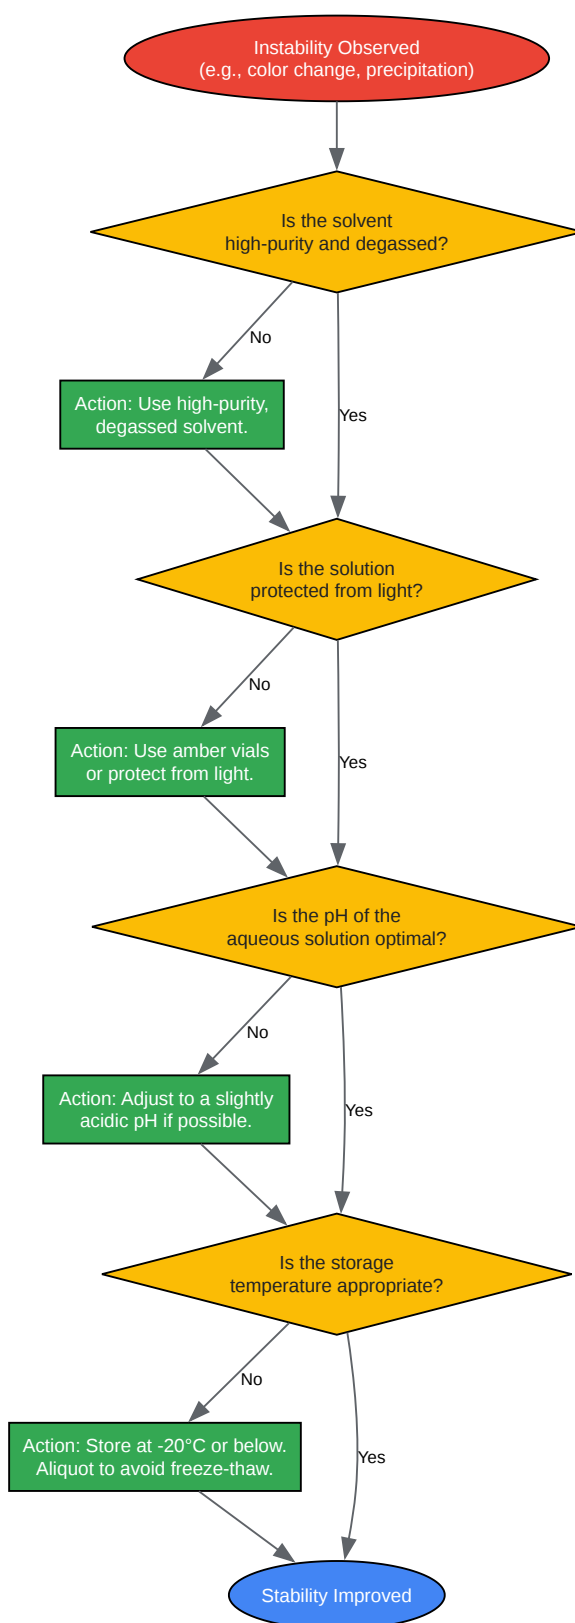 Instability Observed
(e.g., color change, precipitation)
Is the solvent
high-purity and degassed?
No
Action: Use high-purity,
degassed solvent.
Yes
Is the solution
protected from light?
No
Action: Use amber vials
or protect from light.
Yes
Is the pH of the
aqueous solution optimal?
No
Action: Adjust to a slightly
acidic pH if possible.
Yes
Is the storage
temperature appropriate?
No
Action: Store at -20°C or below.
Aliquot to avoid freeze-thaw.
Yes
Stability Improved